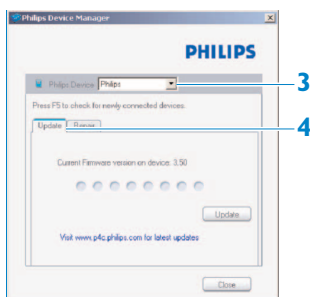 Philips Device Manager
PHILIPS
Philips Device Philips
3
Press F5 to check for newly connected devices.
Update Repair
4
Current Firmware version on device: 3,50
Update
Visit www.p4c.philips.com for latest updates
Close